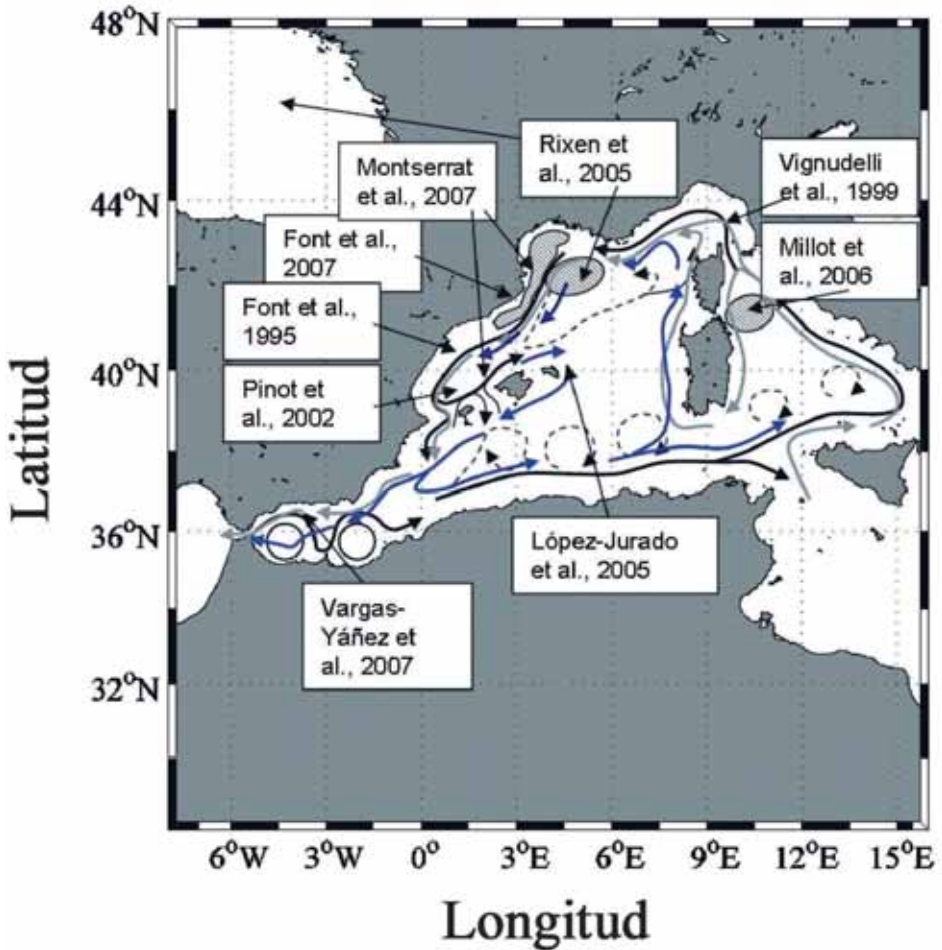 48°N
44°N
40°N
36°N
32°N
Latitud
Rixen et
al., 2005
Montserrat
et al., 2007
Vignudelli
et al., 1999
Font et al.,
2007
Millot et
al., 2006
Font et al.,
1995
Pinot et
al., 2002
López-Jurado
et al., 2005
Vargas-
Yáñez et
al., 2007
6°W 3°W 0° 3°E 6°E 9°E 12°E 15°E
Longitud